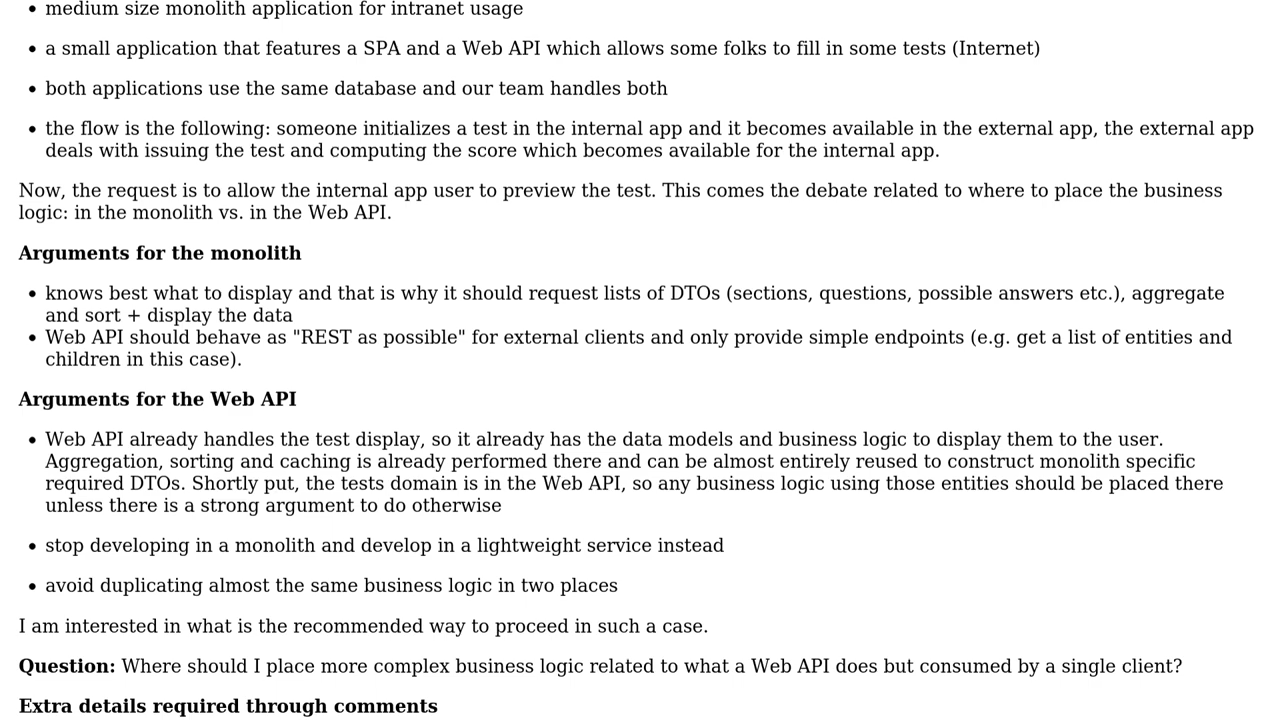 • medium size monolith application for intranet usage
• a small application that features a SPA and a Web API which allows some folks to fill in some tests (Internet)
• both applications use the same database and our team handles both
• the flow is the following: someone initializes a test in the internal app and it becomes available in the external app, the external app
deals with issuing the test and computing the score which becomes available for the internal app.
Now, the request is to allow the internal app user to preview the test. This comes the debate related to where to place the business
logic: in the monolith vs. in the Web API.
Arguments for the monolith
• knows best what to display and that is why it should request lists of DTOs (sections, questions, possible answers etc.), aggregate
and sort + display the data
• Web API should behave as "REST as possible" for external clients and only provide simple endpoints (e.g. get a list of entities and
children in this case).
Arguments for the Web API
• Web API already handles the test display, so it already has the data models and business logic to display them to the user.
Aggregation, sorting and caching is already performed there and can be almost entirely reused to construct monolith specific
required DTOs. Shortly put, the tests domain is in the Web API, so any business logic using those entities should be placed there
unless there is a strong argument to do otherwise
• stop developing in a monolith and develop in a lightweight service instead
• avoid duplicating almost the same business logic in two places
I am interested in what is the recommended way to proceed in such a case.
Question: Where should I place more complex business logic related to what a Web API does but consumed by a single client?
Extra details required through comments